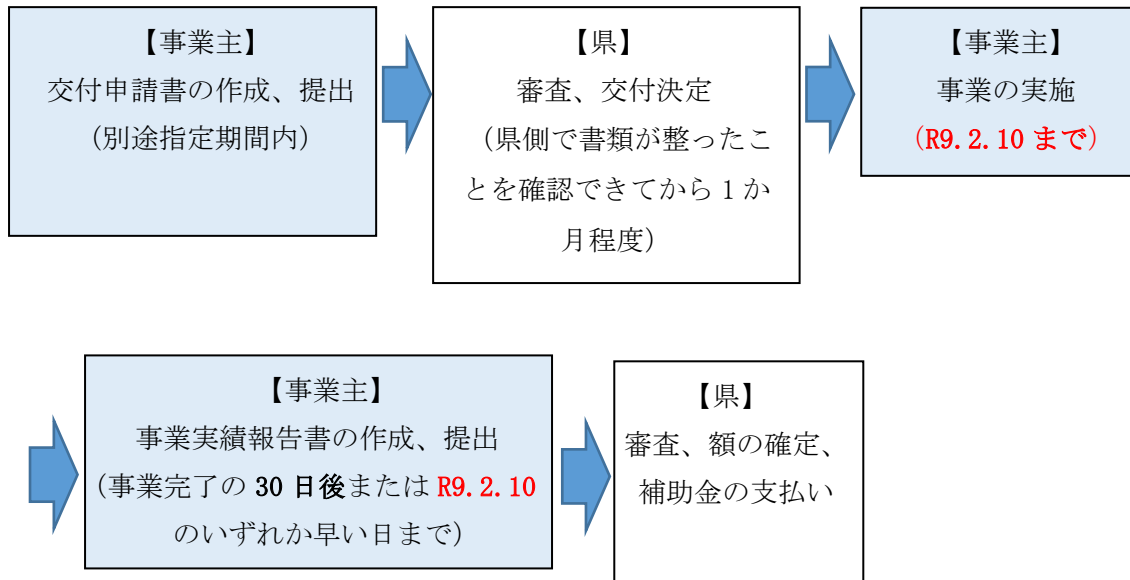 【事業主】
交付申請書の作成、提出
（別途指定期間内）
【県】
審査、交付決定
（県側で書類が整ったこ
とを確認できてから１か
月程度）
【事業主】
事業の実施
（R9.2.10 まで）
【事業主】
事業実績報告書の作成、提出
（事業完了の 30 日後または R9.2.10
のいずれか早い日まで）
【県】
審査、額の確定、
補助金の支払い